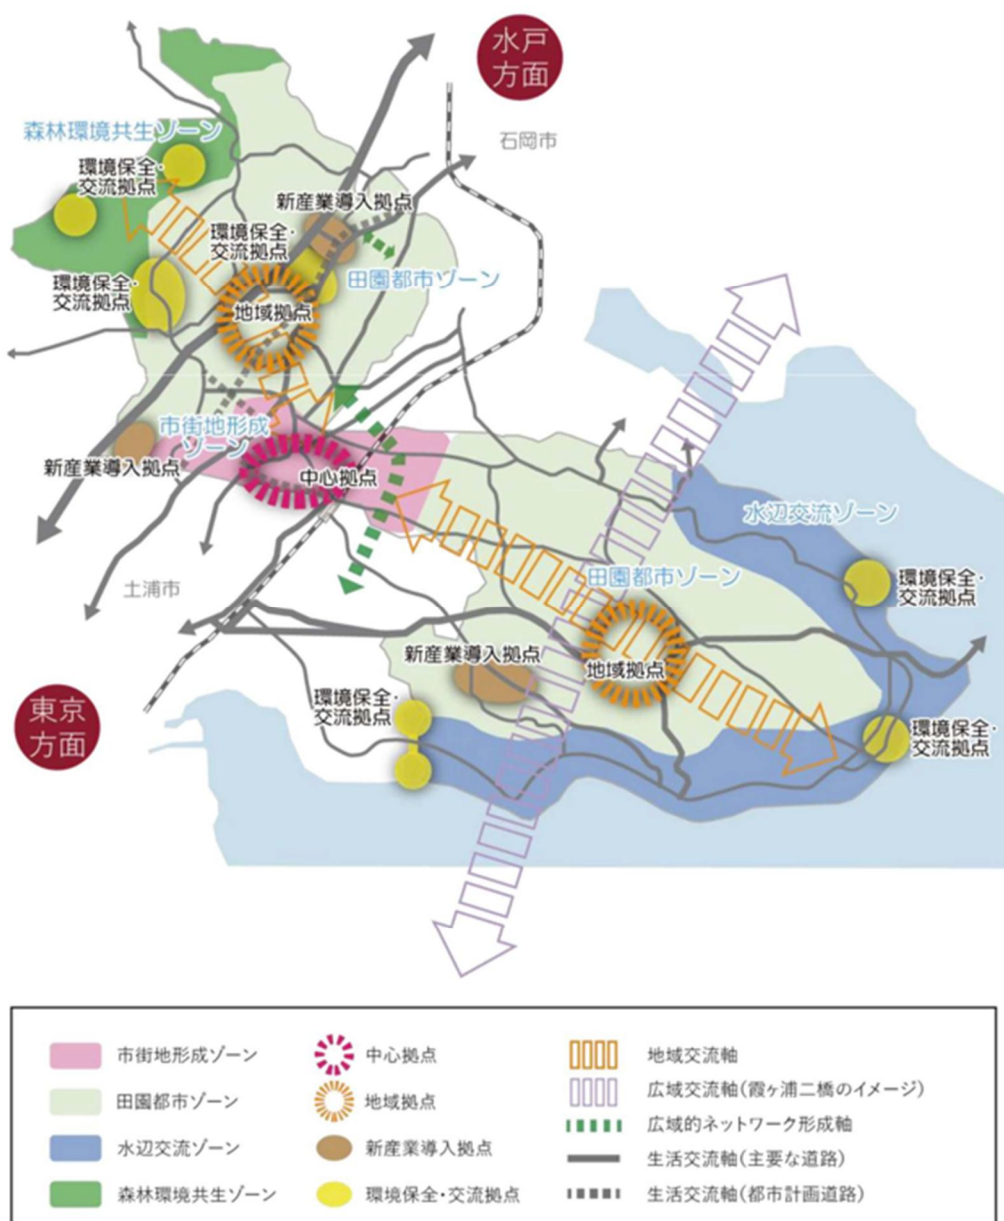 水戸
方面
石岡市
森林環境共生ゾーン
環境保全・
交流拠点
新産業導入拠点
環境保全・
交流拠点
田園都市ゾーン
環境保全・
交流拠点
地域拠点
市街地形成
ゾーン
新産業導入拠点
中心拠点
水辺交流ゾーン
土浦市
田園都市ゾーン
環境保全・
交流拠点
新産業導入拠点
地域拠点
環境保全・
交流拠点
東京
方面
環境保全・
交流拠点
市街地形成ゾーン
田園都市ゾーン
水辺交流ゾーン
森林環境共生ゾーン
中心拠点
地域拠点
新産業導入拠点
環境保全・交流拠点
地域交流軸
広域交流軸(霞ヶ浦二橋のイメージ)
広域的ネットワーク形成軸
生活交流軸(主要な道路)
生活交流軸(都市計画道路)